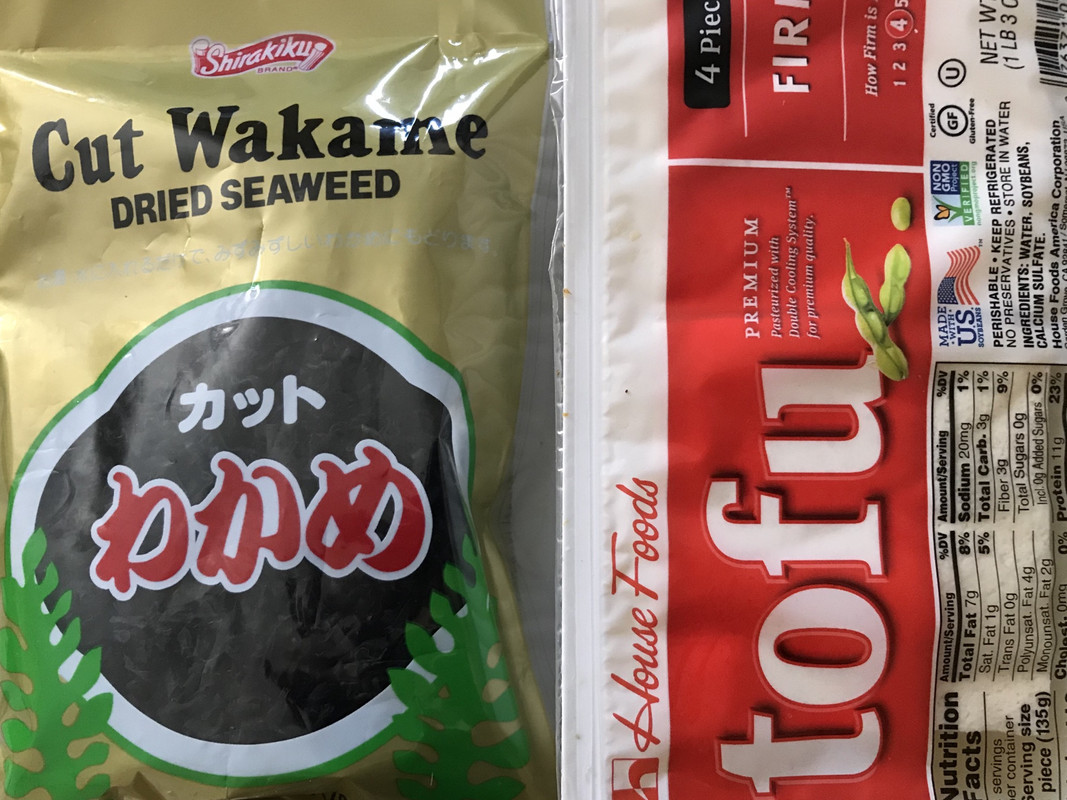 Shirakiku
BRAND
Cut Wakame
DRIED SEAWEED
カット
わかめ
4 Piec
FIR
How Firm is
1 2 3 4 5
PREMIUM
Pasteurized with
Double Cooling System™
for premium quality.
House Foods
tofu
NET W
(1 LB 3 O
Certified
GF
Gluten-Free
U
NON
GMO
Project
VERIFIED
nongmoproject.org
MADE
WITH
U.S.
SOYBEANS
PERISHABLE • KEEP REFRIGERATED
NO PRESERVATIVES • STORE IN WATER
INGREDIENTS: WATER, SOYBEANS,
CALCIUM SULFATE.
House Foods America Corporation
Nutrition
Facts
servings
er container
Serving size
piece (135g)
Amount/Serving %DV
Total Fat 7g 8%
Sat. Fat 1g 5%
Trans Fat 0g
Polyunsat. Fat 4g
Monounsat. Fat 2g
Cholest. 0mg 0%
Amount/Serving %DV
Sodium 20mg 1%
Total Carb. 3g 1%
Fiber 3g 9%
Total Sugars 0g
Incl. 0g Added Sugars 0%
Protein 11g 23%